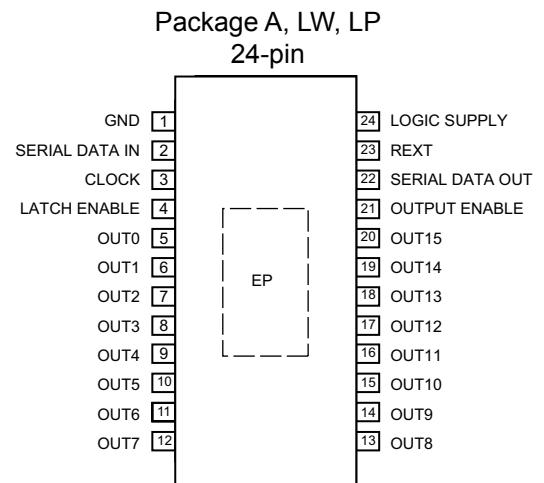 Package A, LW, LP
24-pin
GND 1
SERIAL DATA IN 2
CLOCK 3
LATCH ENABLE 4
OUT0 5
OUT1 6
OUT2 7
OUT3 8
OUT4 9
OUT5 10
OUT6 11
OUT7 12
EP
24 LOGIC SUPPLY
23 REXT
22 SERIAL DATA OUT
21 OUTPUT ENABLE
20 OUT15
19 OUT14
18 OUT13
17 OUT12
16 OUT11
15 OUT10
14 OUT9
13 OUT8